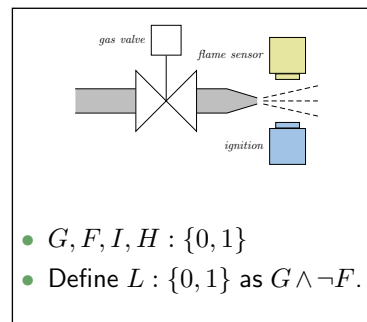 gas valve
flame sensor
ignition
• G, F, I, H : {0, 1}
• Define L : {0, 1} as G ∧ ¬F.